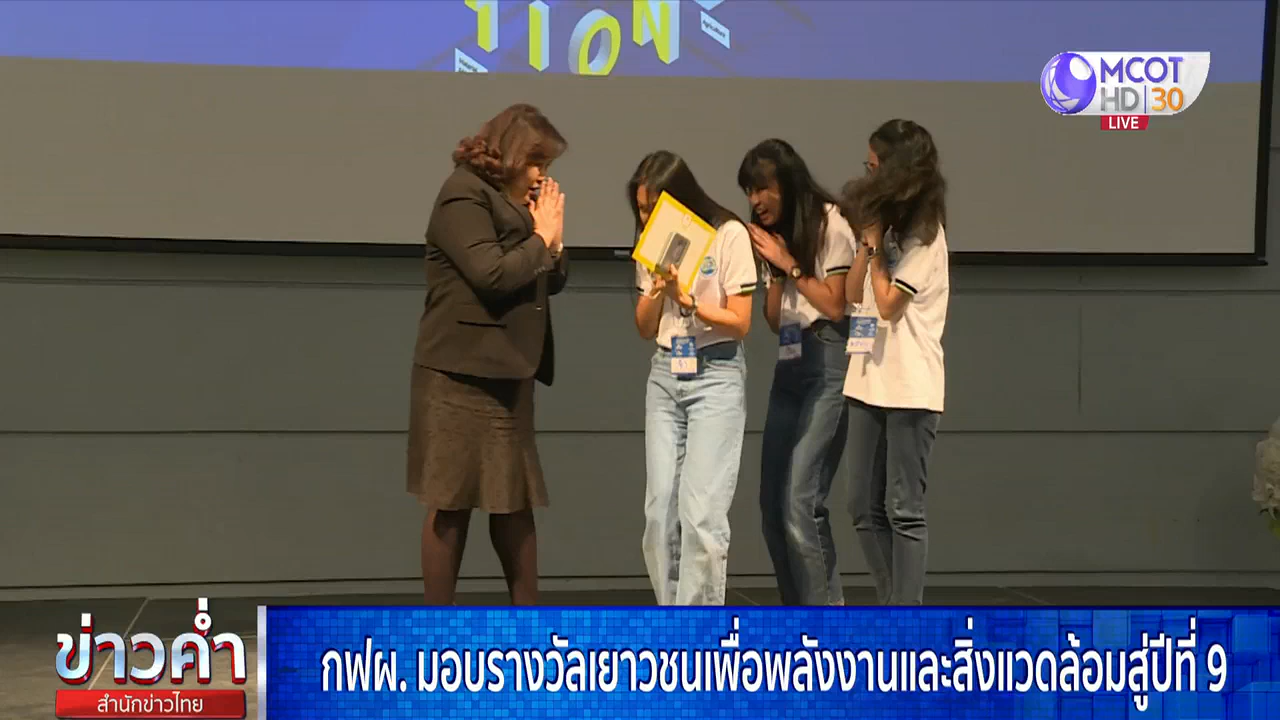 TION
Agriculture
MCOT
HD 30
LIVE
ข่าวค่ำ
สำนักข่าวไทย
กฟผ. มอบรางวัลเยาวชนเพื่อพลังงานและสิ่งแวดล้อมสู่ปีที่ 9